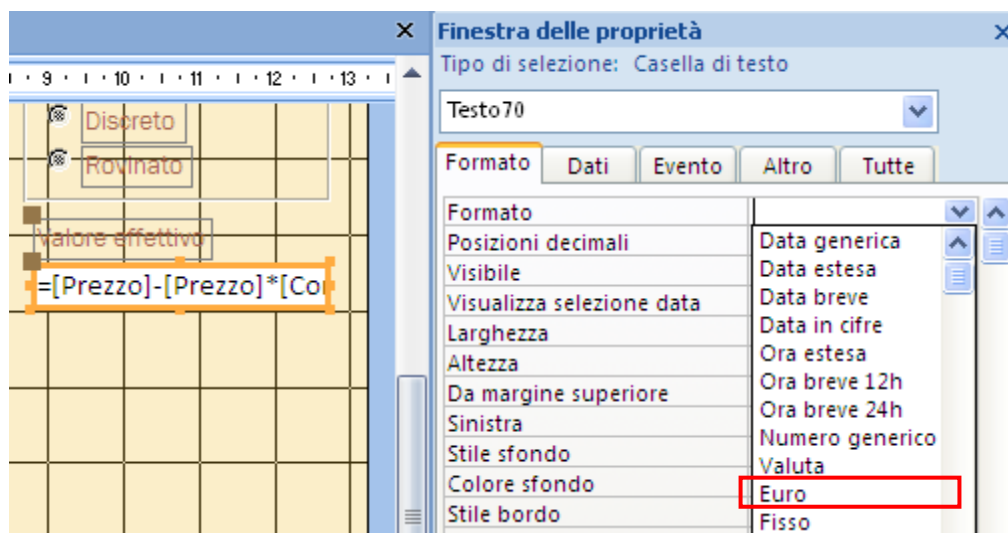 9 · 10 · 11 · 12 · 13
Discreto
Rovinato
Valore effettivo
=[Prezzo]-[Prezzo]*[Co
Finestra delle proprietà
Tipo di selezione: Casella di testo
Testo70
Formato Dati Evento Altro Tutte
Formato
Posizioni decimali
Visibile
Visualizza selezione data
Larghezza
Altezza
Da margine superiore
Sinistra
Stile sfondo
Colore sfondo
Stile bordo
Data generica
Data estesa
Data breve
Data in cifre
Ora estesa
Ora breve 12h
Ora breve 24h
Numero generico
Valuta
Euro
Fisso